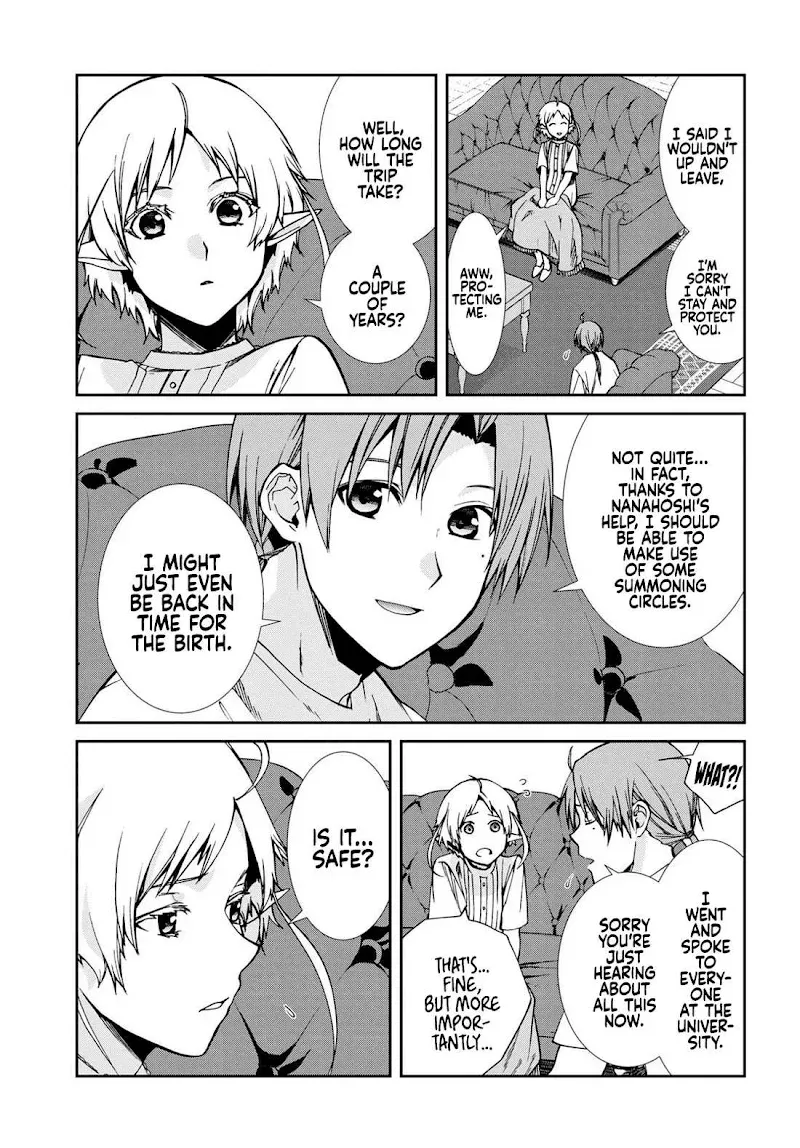 I SAID I
WOULDN'T
UP AND
LEAVE,
I'M
SORRY
I CAN'T
STAY AND
PROTECT
YOU.
AWW,
PRO-
TECTING
ME.
WELL,
HOW LONG
WILL THE
TRIP
TAKE?
A
COUPLE
OF
YEARS?
NOT QUITE...
IN FACT,
THANKS TO
NANAHOSHI'S
HELP, I SHOULD
BE ABLE TO
MAKE USE
OF SOME
SUMMONING
CIRCLES.
I MIGHT
JUST EVEN
BE BACK IN
TIME FOR
THE BIRTH.
WHAT?!
I
WENT
AND
SPOKE
TO
EVERY-
ONE
AT THE
UNIVER-
SITY.
SORRY
YOU'RE
JUST
HEARING
ABOUT
ALL THIS
NOW.
THAT'S...
FINE,
BUT MORE
IMPOR-
TANTLY...
IS IT...
SAFE?